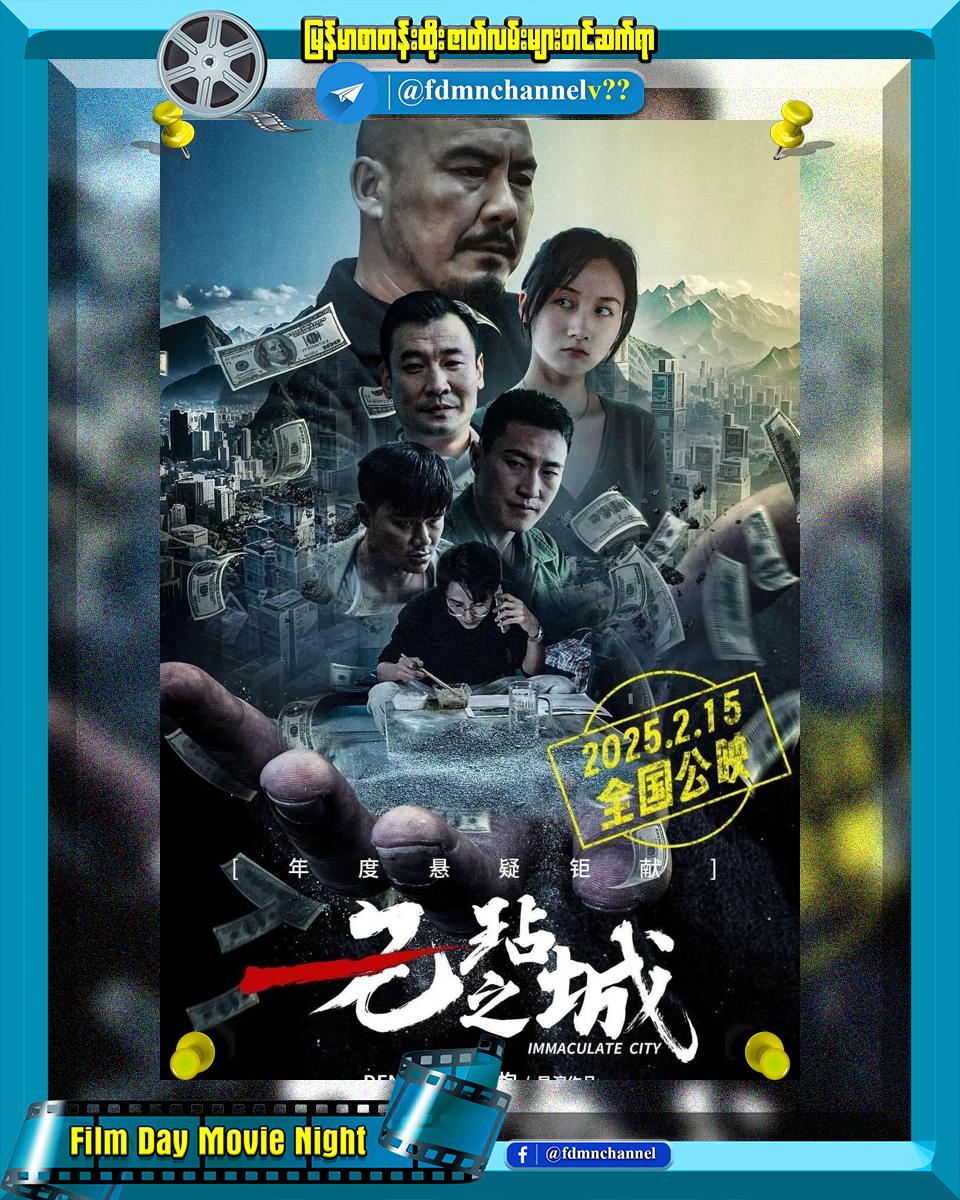 မြန်မာစာတန်းထိုးဇာတ်လမ်းများတင်ဆက်ရာ
@fdmnchannelv??
2025.2.15
全国公映
[ 年 度 悬 疑 钜 献 ]
无玷之城
IMMACULATE CITY
Film Day Movie Night
@fdmnchannel